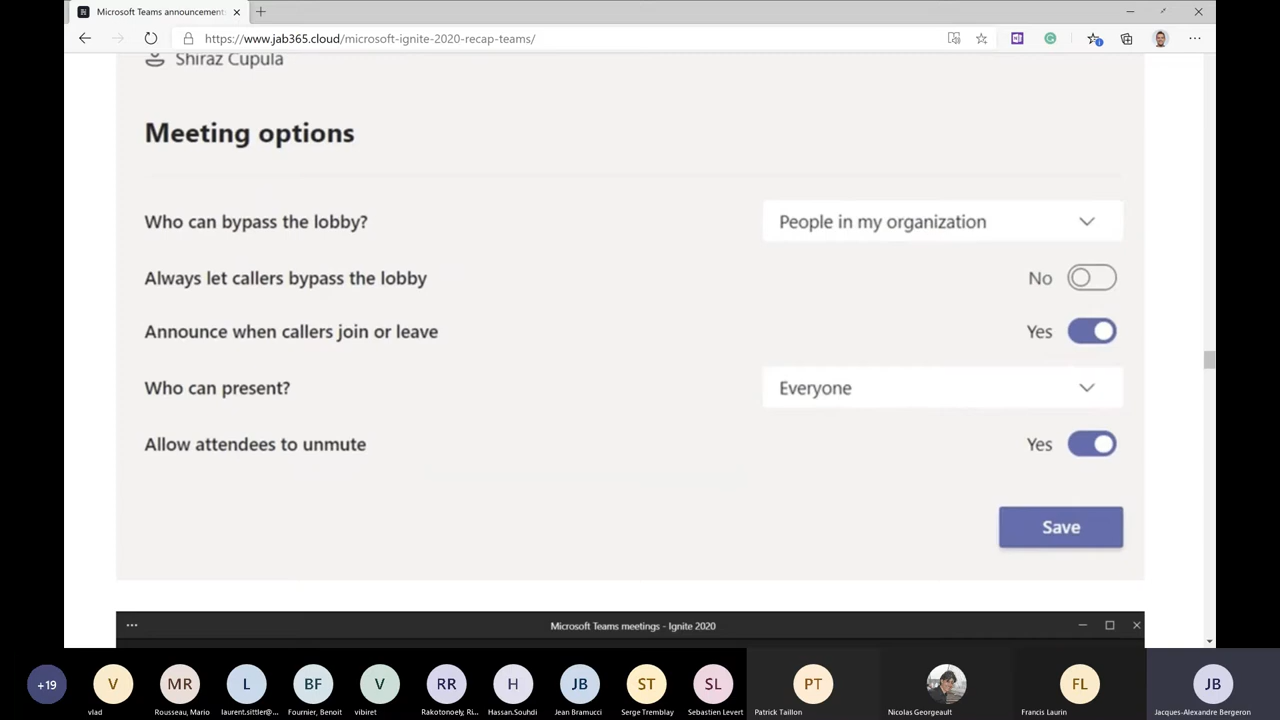 Microsoft Teams announcement
https://www.jab365.cloud/microsoft-ignite-2020-recap-teams/
Shiraz Cupula
Meeting options
Who can bypass the lobby?
People in my organization
Always let callers bypass the lobby
No
Announce when callers join or leave
Yes
Who can present?
Everyone
Allow attendees to unmute
Yes
Save
Microsoft Teams meetings - Ignite 2020
+19
V
MR
L
BF
V
RR
H
JB
ST
SL
PT
FL
JB
vlad
Rousseau, Mario
laurent.sittler@...
Fournier, Benoit
vibiret
Rakotonoely, Ri...
Hassan.Souhdi
Jean Bramucci
Serge Tremblay
Sebastien Levert
Patrick Taillon
Nicolas Georgeault
Francis Laurin
Jacques-Alexandre Bergeron